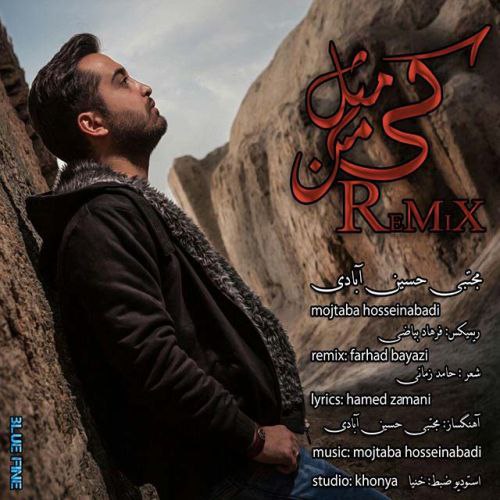 کی مثل من
REMIX
مجتبی حسین آبادی
mojtaba hosseinabadi
ریمیکس: فرهاد بیاضی
remix: farhad bayazi
شعر : حامد زمانی
lyrics: hamed zamani
آهنگساز: مجتبی حسین آبادی
music: mojtaba hosseinabadi
استودیو ضبط: خنیا
studio: khonya
BLUE FINE